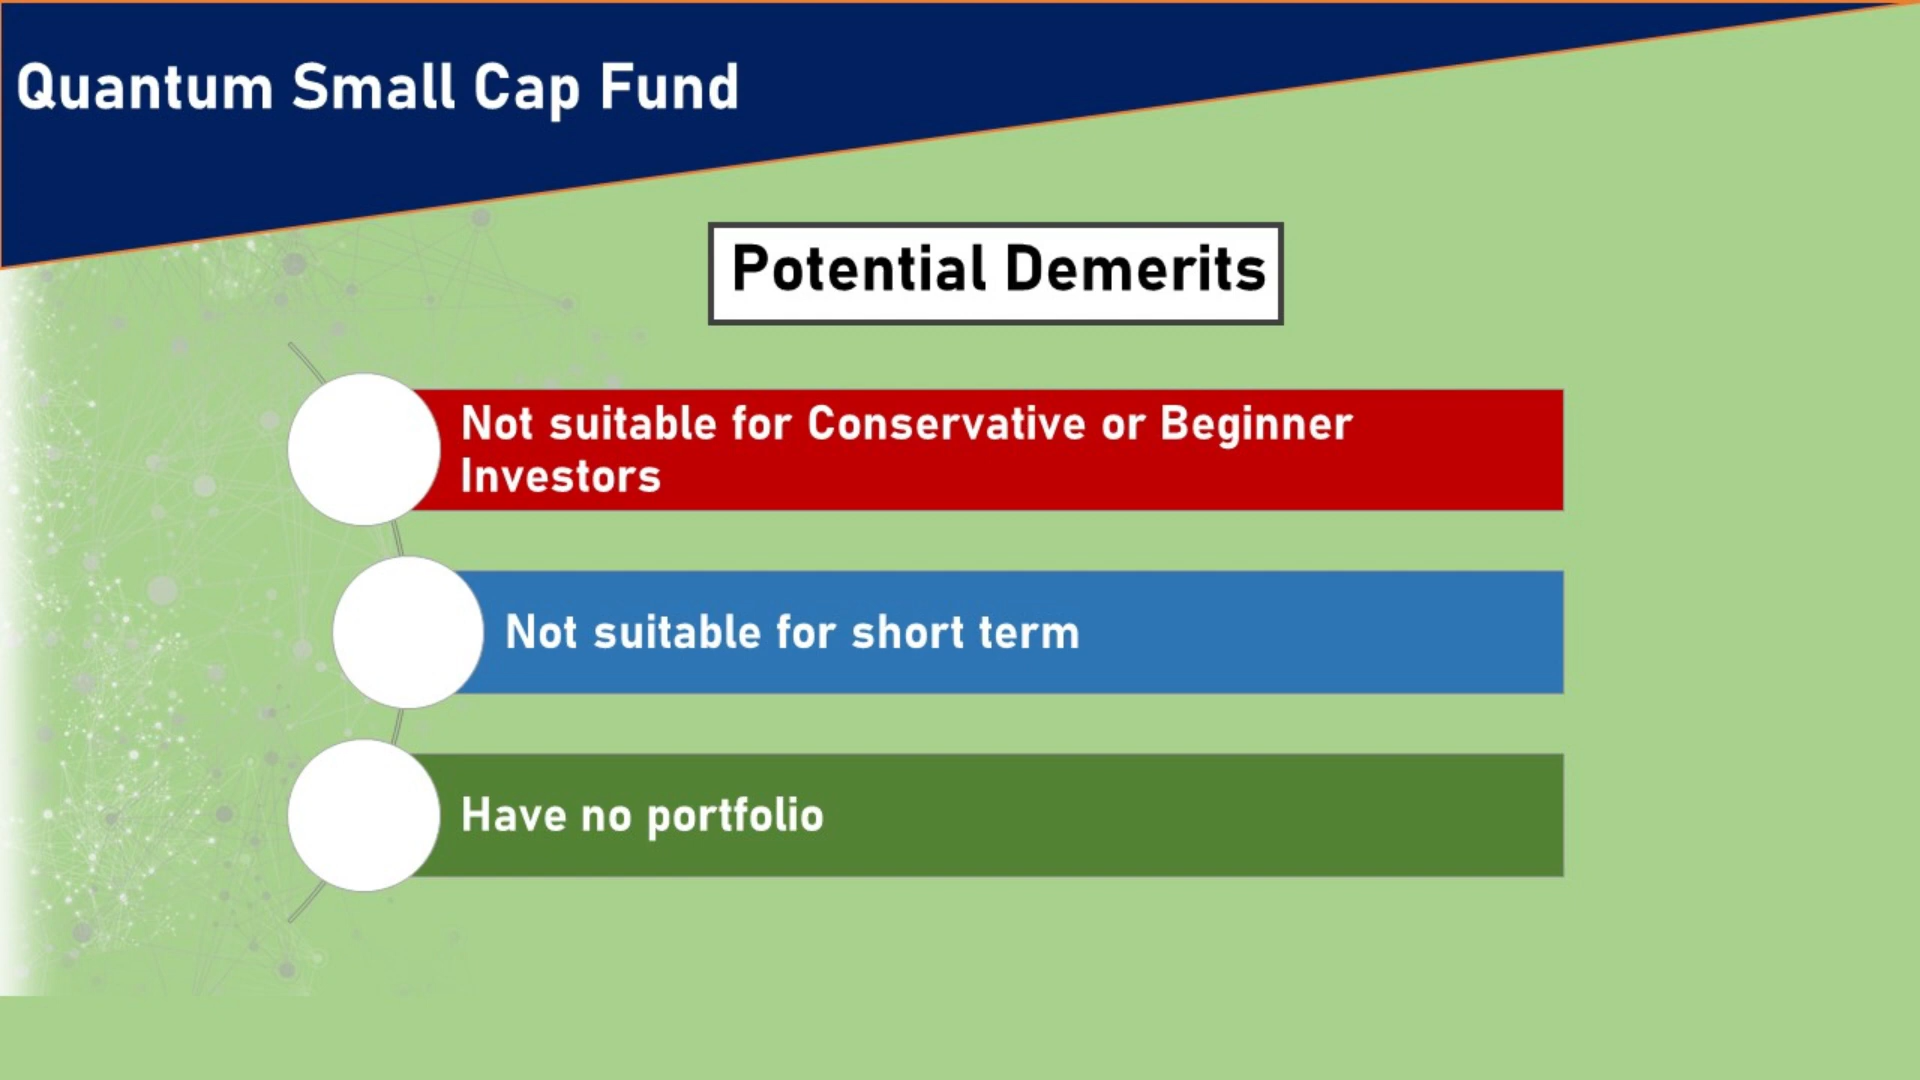 Quantum Small Cap Fund
Potential Demerits
Not suitable for Conservative or Beginner
Investors
Not suitable for short term
Have no portfolio